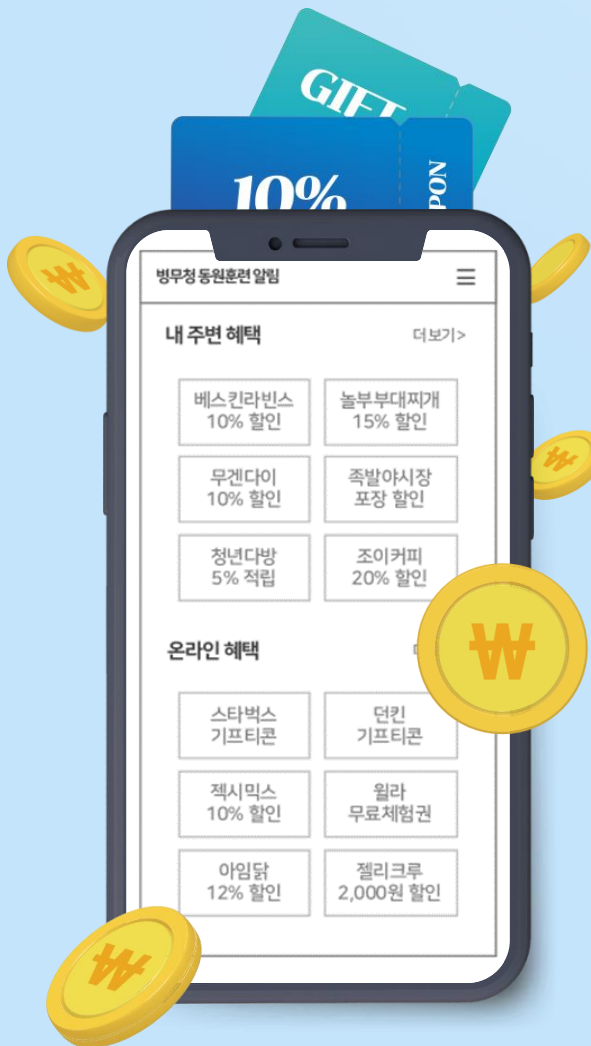 GIFT
10%
병무청 동원훈련 알림
내 주변 혜택
더보기>
베스킨라빈스
10% 할인
놀부부대찌개
15% 할인
무겐다이
10% 할인
족발야시장
포장 할인
청년다방
5% 적립
조이커피
20% 할인
온라인 혜택
스타벅스
기프티콘
던킨
기프티콘
젝시믹스
10% 할인
윌라
무료체험권
아임닭
12% 할인
젤리크루
2,000원 할인
₩
₩
₩
₩